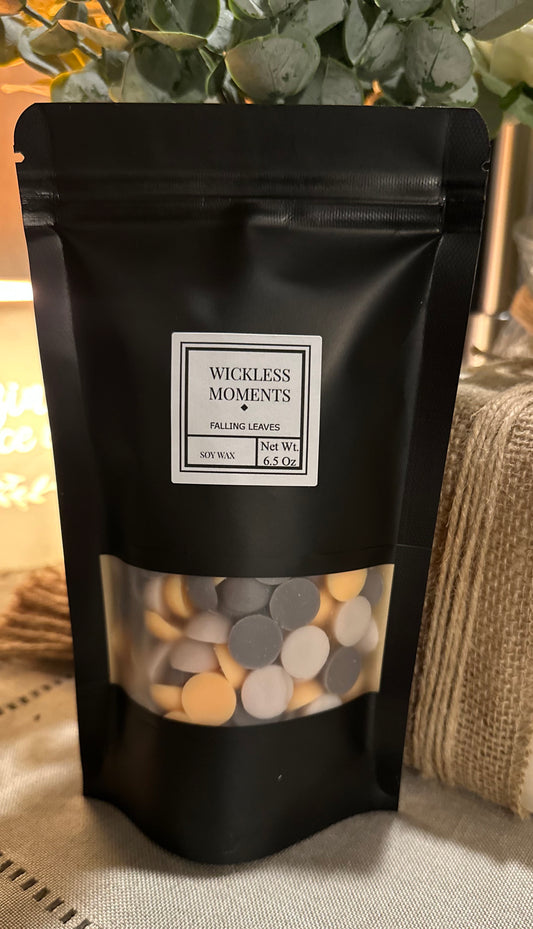 WICKLESS
MOMENTS
FALLING LEAVES
SOY WAX
Net Wt.
6.5 Oz